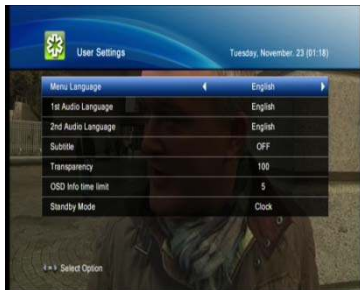 User Settings
Tuesday, November. 23 (01:18)
Menu Language English
1st Audio Language English
2nd Audio Language English
Subtitle OFF
Transparency 100
OSD Info time limit 5
Standby Mode Clock
Select Option